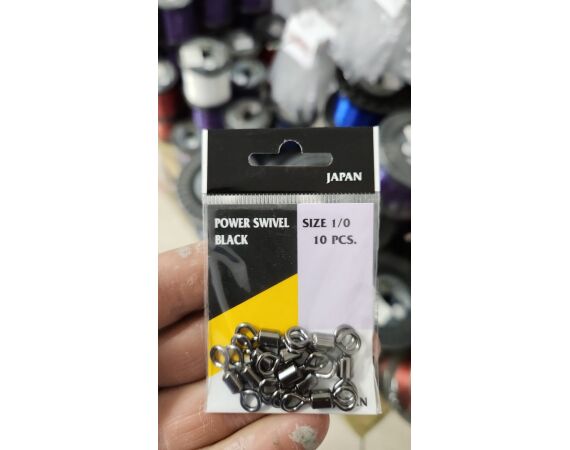 JAPAN
POWER SWIVEL
BLACK
SIZE 1/0
10 PCS.